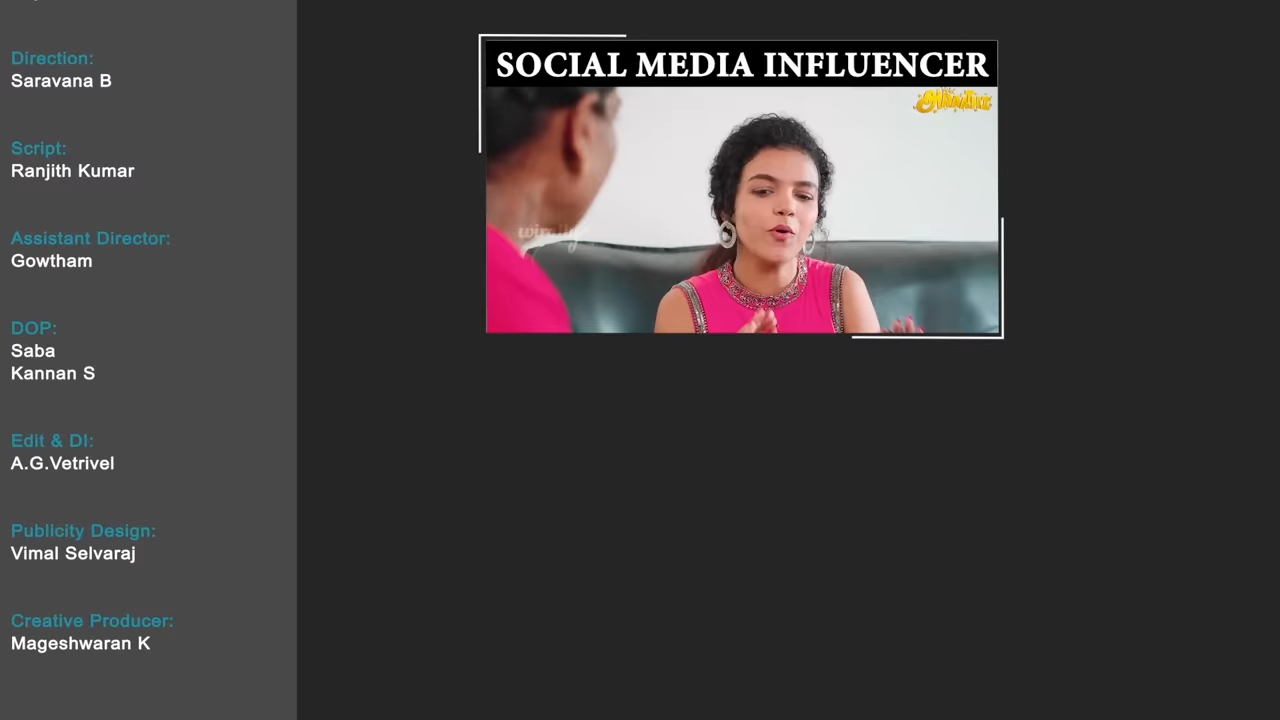 Direction:
Saravana B
Script:
Ranjith Kumar
Assistant Director:
Gowtham
DOP:
Saba
Kannan S
Edit & DI:
A.G.Vetrivel
Publicity Design:
Vimal Selvaraj
Creative Producer:
Mageshwaran K
SOCIAL MEDIA INFLUENCER